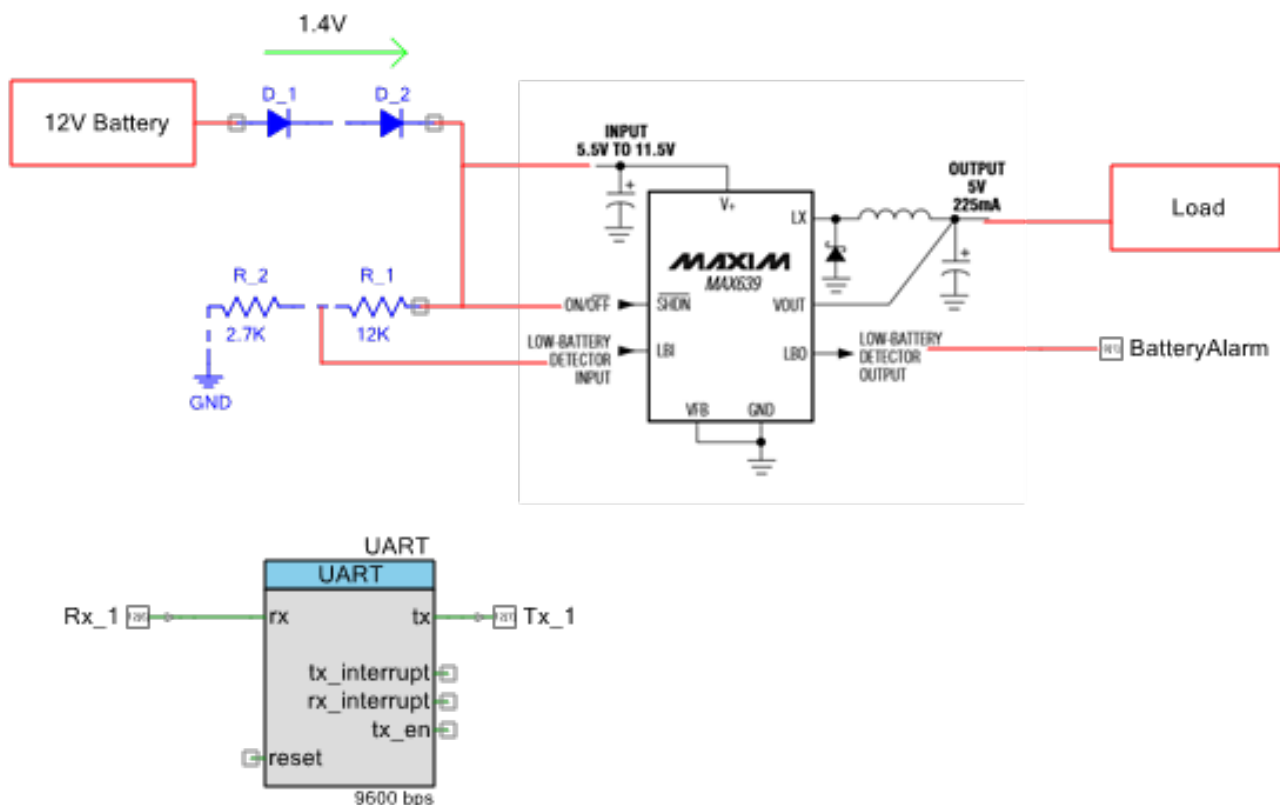 1.4V
12V Battery
D_1
D_2
INPUT
5.5V TO 11.5V
V+
LX
OUTPUT
5V
225mA
Load
MAXIM
MAX639
R_2
R_1
2.7K
12K
GND
ON/OFF
SHDN
VOUT
LOW-BATTERY
DETECTOR
INPUT
LBI
LBO
LOW-BATTERY
DETECTOR
OUTPUT
BatteryAlarm
VFB
GND
UART
UART
Rx_1
rx
tx
Tx_1
tx_interrupt
rx_interrupt
tx_en
reset
9600 bps